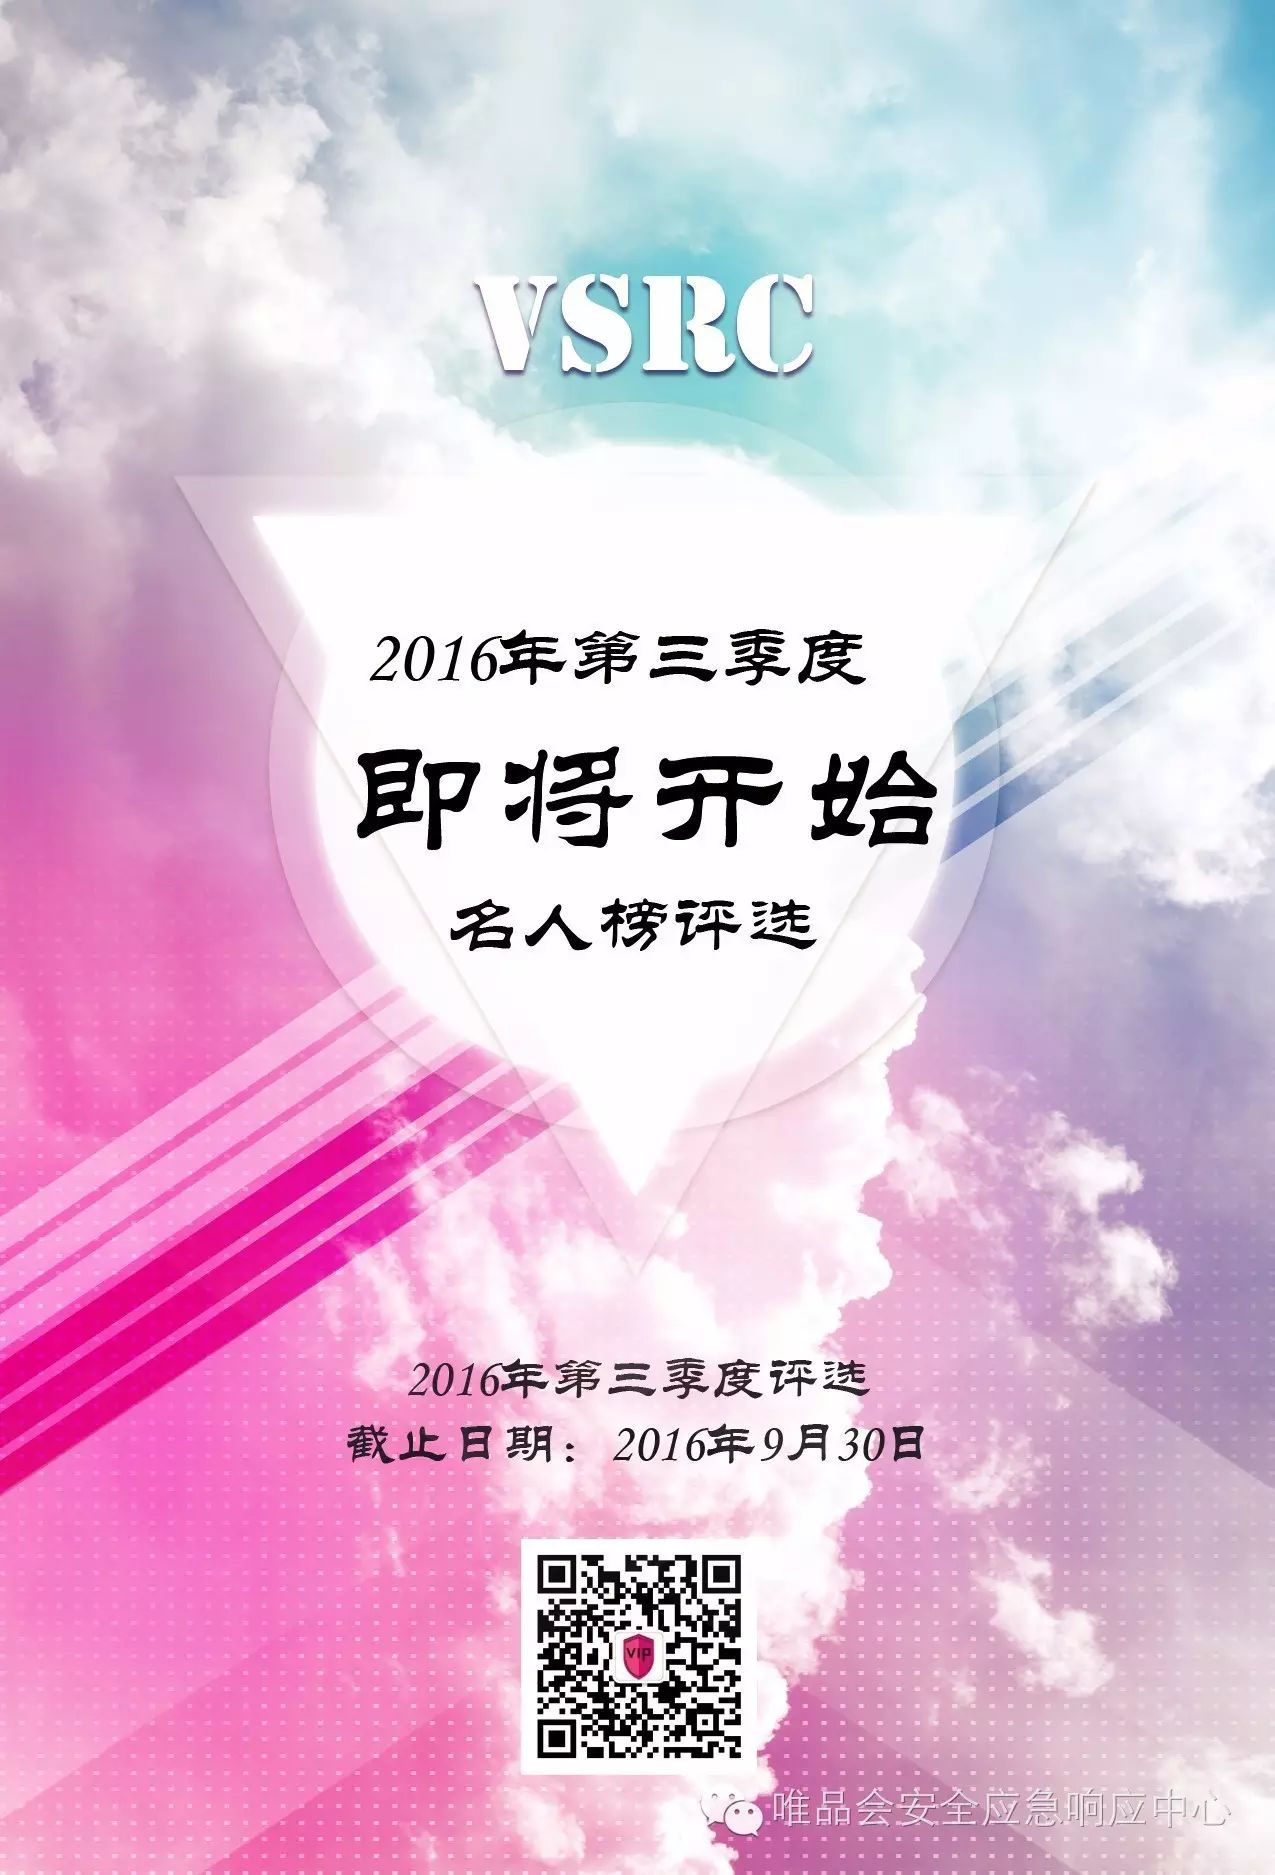 VSRC
2016年第三季度
即将开始
名人榜评选
2016年第三季度评选
截止日期：2016年9月30日
VIP
唯品会安全应急响应中心